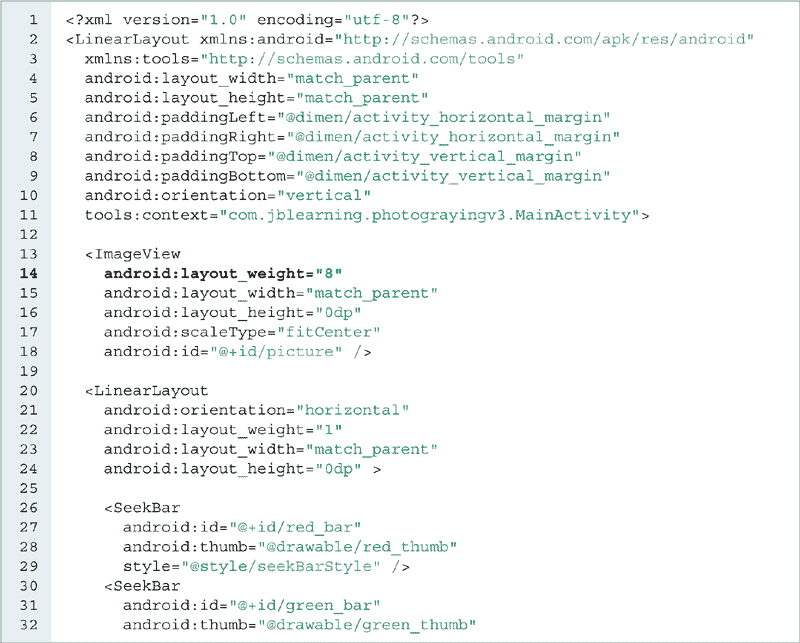 1 <?xml version="1.0" encoding="utf-8"?>
2 <LinearLayout xmlns:android="http://schemas.android.com/apk/res/android"
3   xmlns:tools="http://schemas.android.com/tools"
4   android:layout_width="match_parent"
5   android:layout_height="match_parent"
6   android:paddingLeft="@dimen/activity_horizontal_margin"
7   android:paddingRight="@dimen/activity_horizontal_margin"
8   android:paddingTop="@dimen/activity_vertical_margin"
9   android:paddingBottom="@dimen/activity_vertical_margin"
10   android:orientation="vertical"
11   tools:context="com.jblearning.photograyingv3.MainActivity">
12
13   <ImageView
14     android:layout_weight="8"
15     android:layout_width="match_parent"
16     android:layout_height="0dp"
17     android:scaleType="fitCenter"
18     android:id="@+id/picture" />
19
20   <LinearLayout
21     android:orientation="horizontal"
22     android:layout_weight="1"
23     android:layout_width="match_parent"
24     android:layout_height="0dp" >
25
26     <SeekBar
27       android:id="@+id/red_bar"
28       android:thumb="@drawable/red_thumb"
29       style="@style/seekBarStyle" />
30     <SeekBar
31       android:id="@+id/green_bar"
32       android:thumb="@drawable/green_thumb"